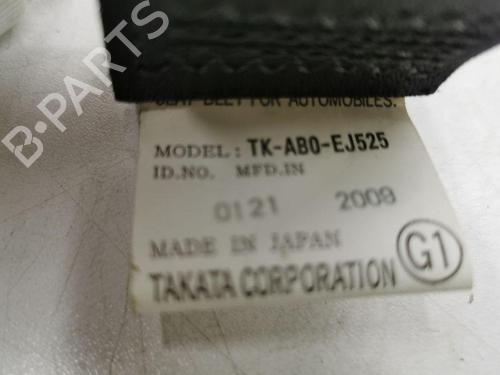 B-PARTS
SEAT BELT FOR AUTOMOBILES.
MODEL: TK-AB0-EJ525
ID.NO. MFD.IN
0121 2009
MADE IN JAPAN
TAKATA CORPORATION
G1